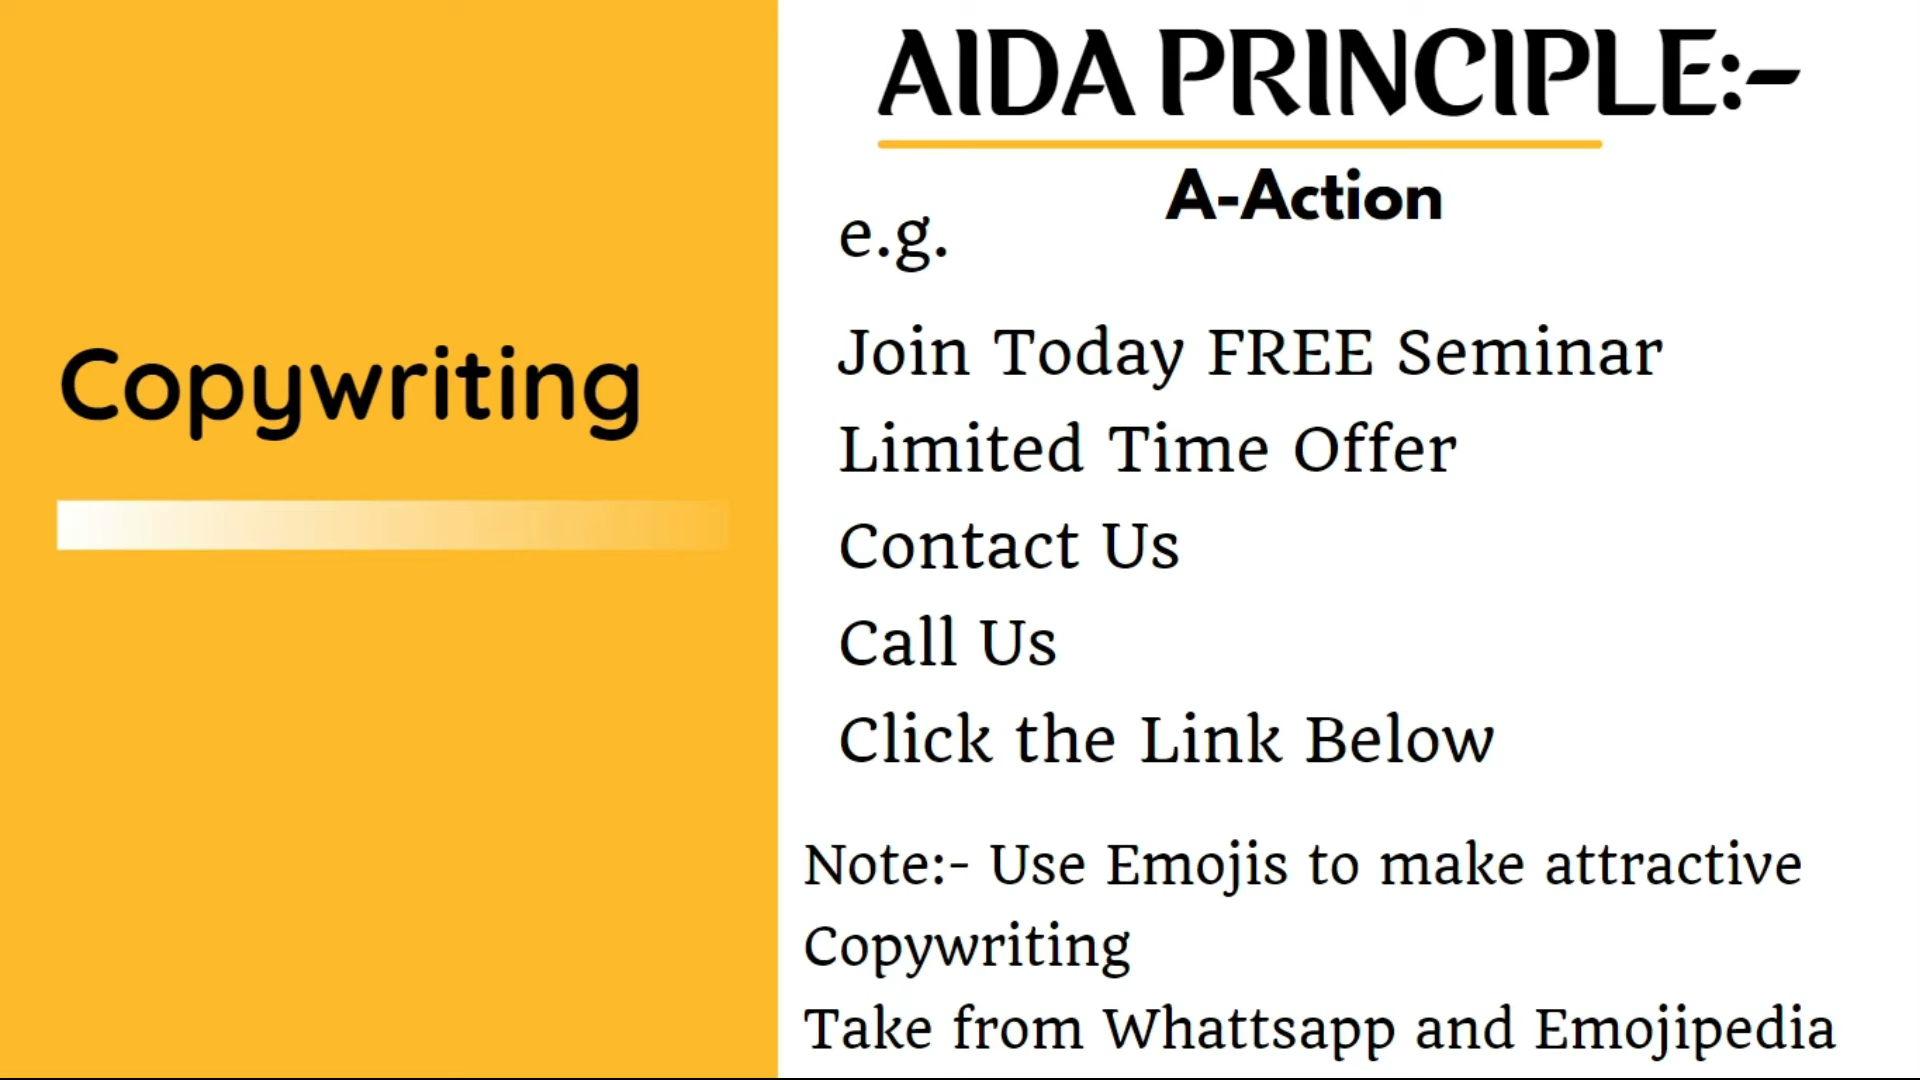 Copywriting
AIDA PRINCIPLE:-
A-Action
e.g.
Join Today FREE Seminar
Limited Time Offer
Contact Us
Call Us
Click the Link Below
Note:- Use Emojis to make attractive
Copywriting
Take from Whattsapp and Emojipedia